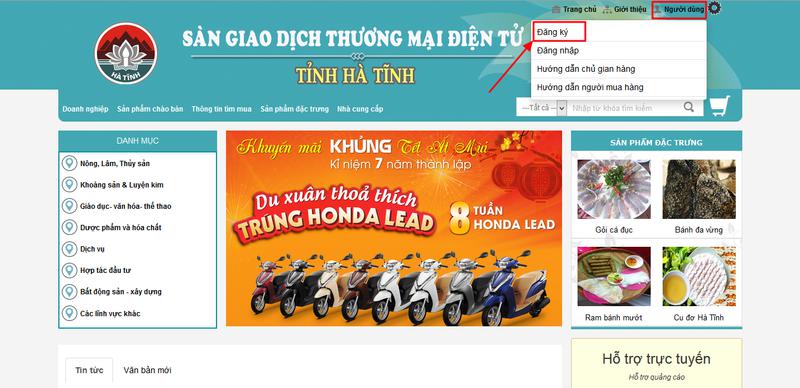 Trang chủ
Giới thiệu
Người dùng
Đăng ký
Đăng nhập
Hướng dẫn chủ gian hàng
Hướng dẫn người mua hàng
HÀ TĨNH
SÀN GIAO DỊCH THƯƠNG MẠI ĐIỆN TỬ
TỈNH HÀ TĨNH
Doanh nghiệp
Sản phẩm chào bán
Thông tin tìm mua
Sản phẩm đặc trưng
Nhà cung cấp
---Tất cả ---
Nhập từ khóa tìm kiếm
DANH MỤC
Nông, Lâm, Thủy sản
Khoáng sản & Luyện kim
Giáo dục- văn hóa- thể thao
Dược phẩm và hóa chất
Dịch vụ
Hợp tác đầu tư
Bất động sản - xây dựng
Các lĩnh vực khác
Khuyến mãi KHỦNG Tết Ất Mùi
Kỉ niệm 7 năm thành lập
Du xuân thoả thích
TRÚNG HONDA LEAD
8 TUẦN
HONDA LEAD
SẢN PHẨM ĐẶC TRƯNG
Gỏi cá đục
Bánh đa vừng
Ram bánh mướt
Cu đơ Hà Tĩnh
Tin tức
Văn bản mới
Hỗ trợ trực tuyến
Hỗ trợ quảng cáo